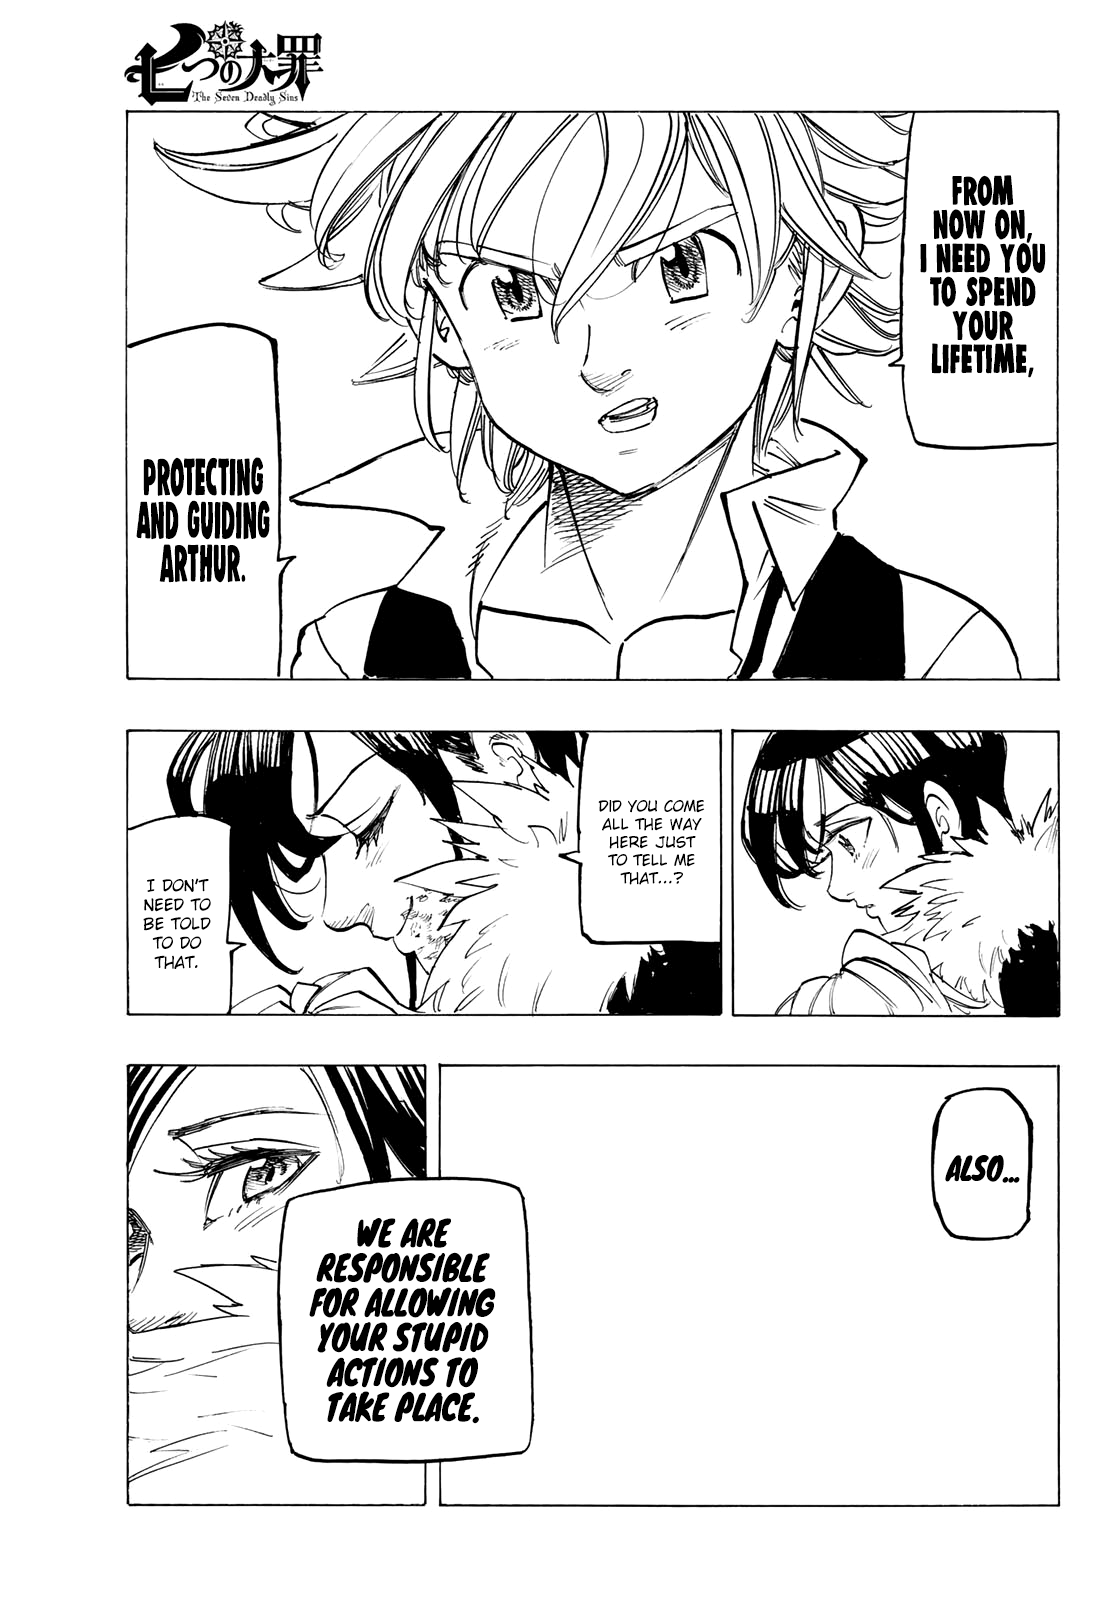 七つの大罪
The Seven Deadly Sins
FROM
NOW ON,
I NEED YOU
TO SPEND
YOUR
LIFETIME,
PROTECTING
AND GUIDING
ARTHUR.
DID YOU COME
ALL THE WAY
HERE JUST
TO TELL ME
THAT...?
I DON'T
NEED TO
BE TOLD
TO DO
THAT.
ALSO...
WE ARE
RESPONSIBLE
FOR ALLOWING
YOUR STUPID
ACTIONS TO
TAKE PLACE.